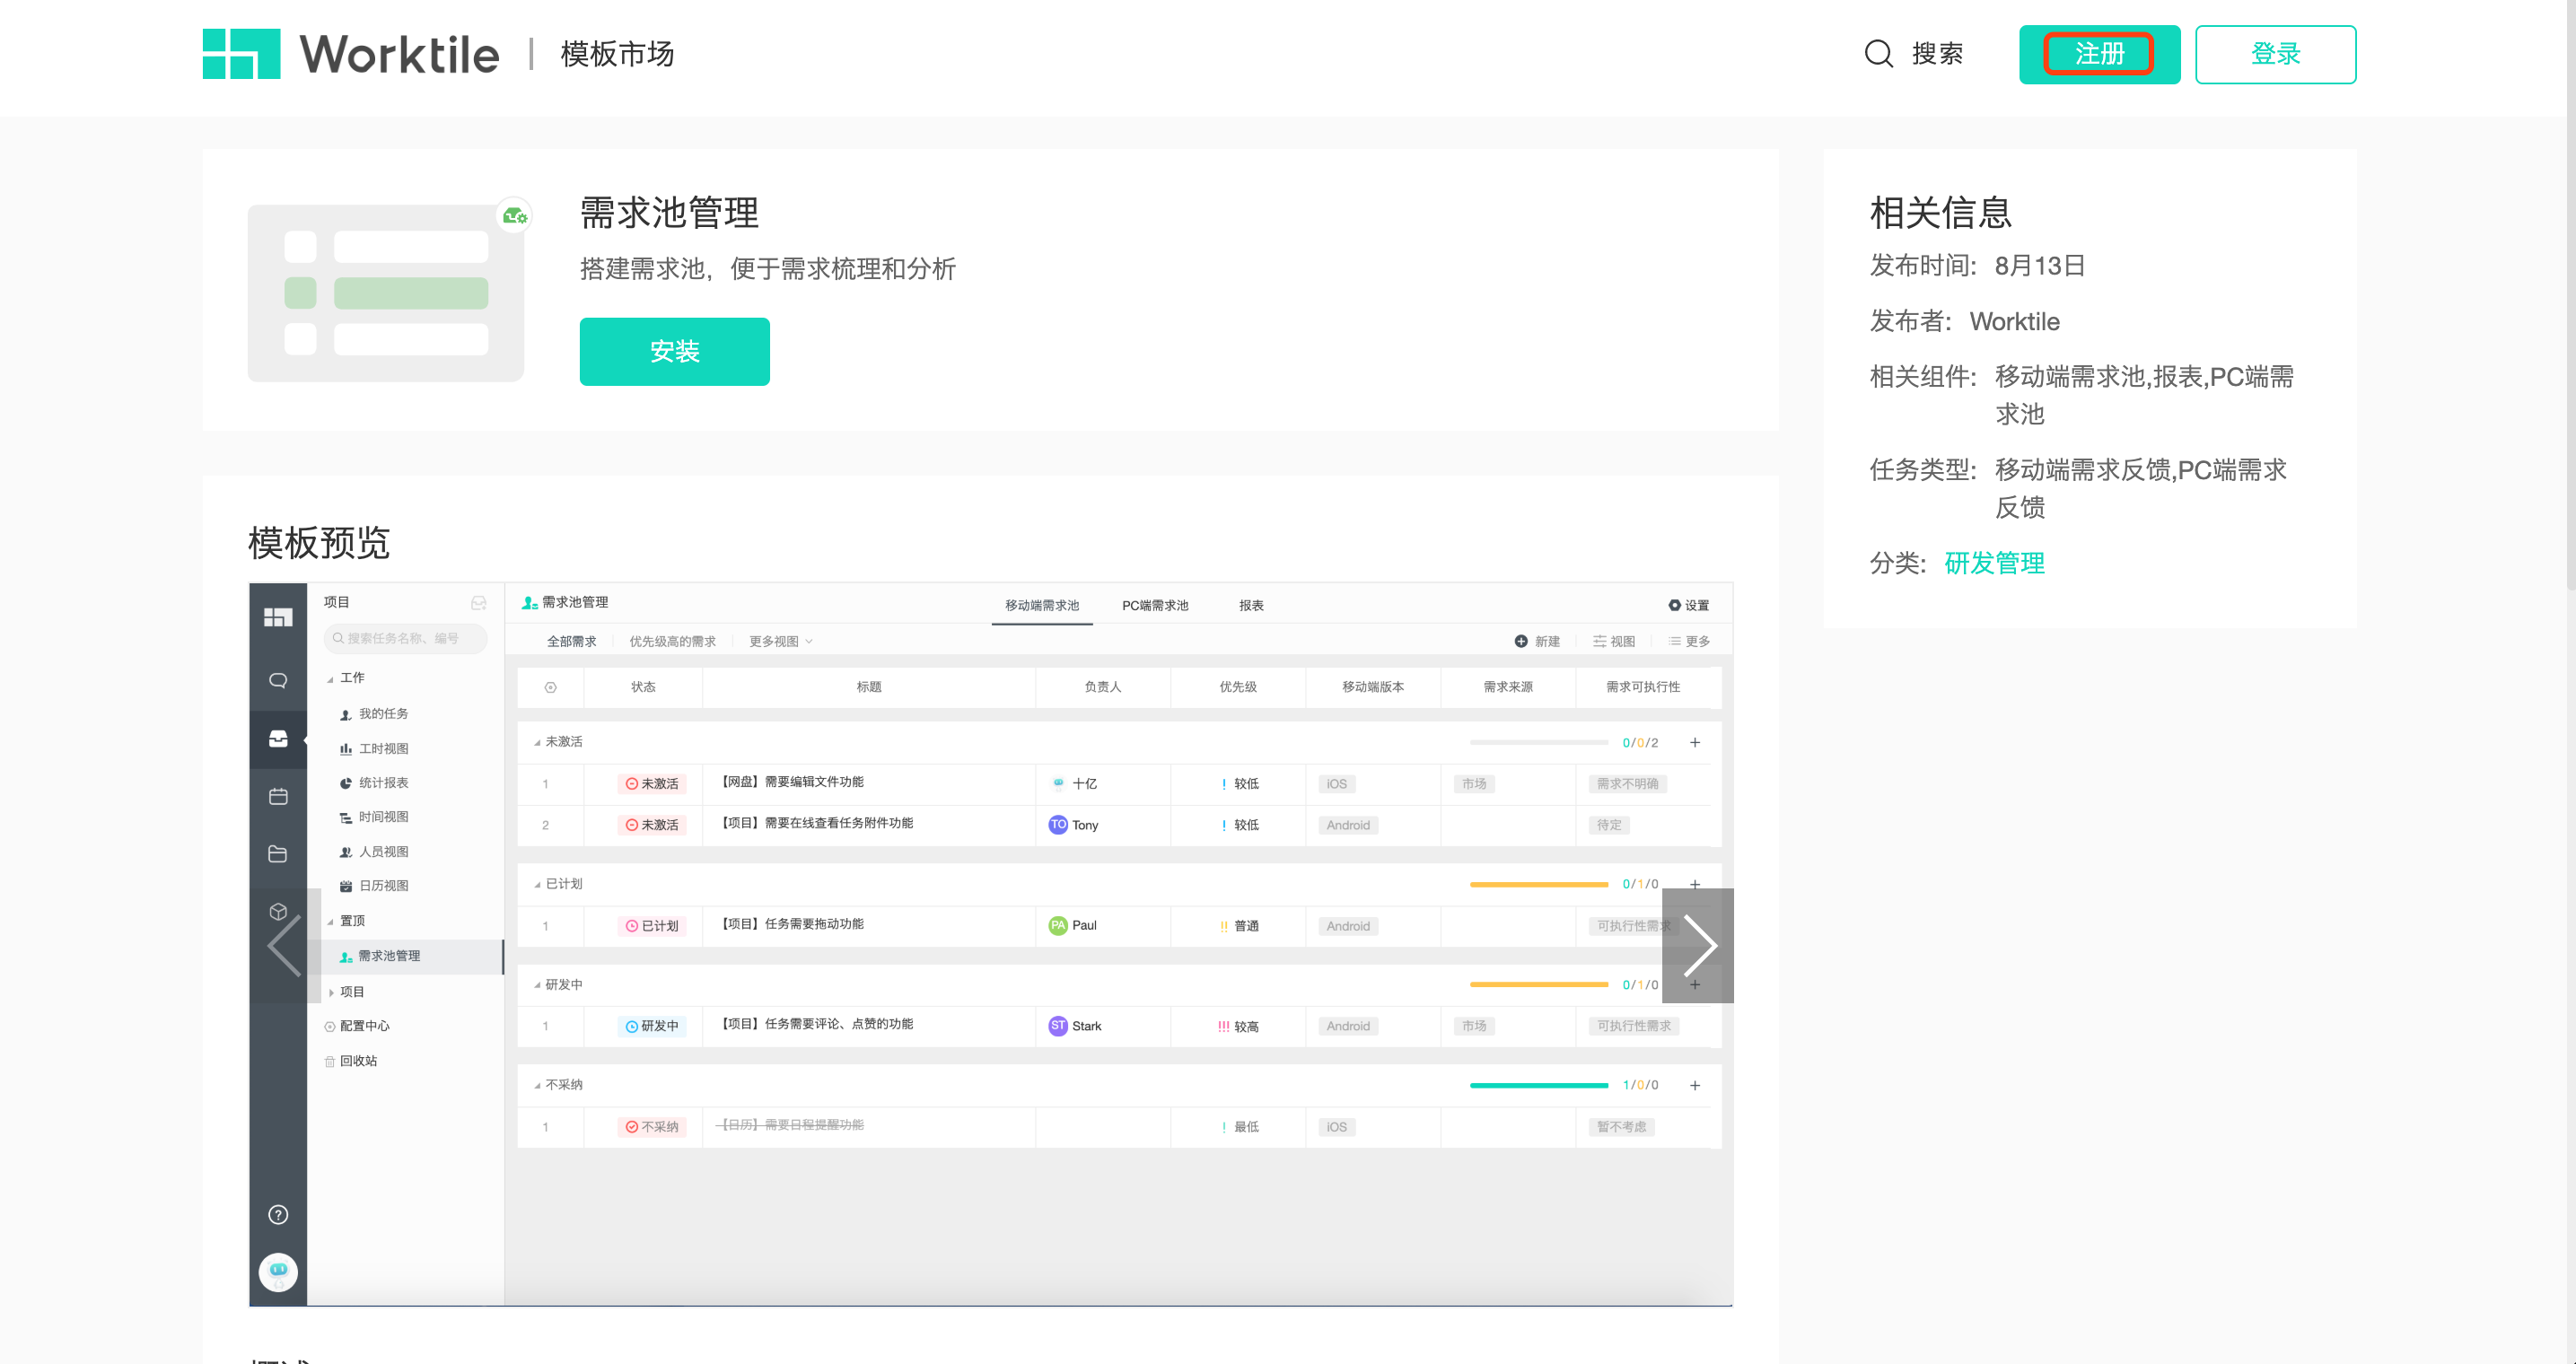 Worktile | 模板市场
搜索
注册
登录
需求池管理
搭建需求池，便于需求梳理和分析
安装
相关信息
发布时间: 8月13日
发布者: Worktile
相关组件: 移动端需求池,报表,PC端需
求池
任务类型: 移动端需求反馈,PC端需求
反馈
分类: 研发管理
模板预览
项目
搜索任务名称、编号
工作
我的任务
工时视图
统计报表
时间视图
人员视图
日历视图
置顶
需求池管理
项目
配置中心
回收站
需求池管理
移动端需求池 PC端需求池 报表
设置
全部需求 优先级高的需求 更多视图
新建 视图 更多
状态 标题 负责人 优先级 移动端版本 需求来源 需求可执行性
未激活 0/0/2 +
1 未激活 【网盘】需要编辑文件功能 十亿 ! 较低 iOS 市场 需求不明确
2 未激活 【项目】需要在线查看任务附件功能 TO Tony ! 较低 Android 待定
已计划 0/1/0 +
1 已计划 【项目】任务需要拖动功能 PA Paul !! 普通 Android 可执行性需求
研发中 0/1/0 +
1 研发中 【项目】任务需要评论、点赞的功能 ST Stark !!! 较高 Android 市场 可执行性需求
不采纳 1/0/0 +
1 不采纳 【日历】需要日程提醒功能 ! 最低 iOS 暂不考虑